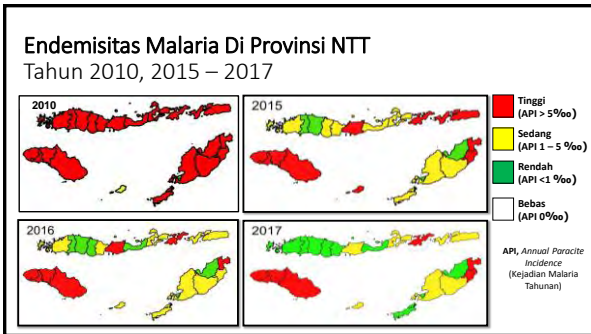 Endemisitas Malaria Di Provinsi NTT
Tahun 2010, 2015 – 2017
2010
2015
2016
2017
Tinggi
(API > 5‰)
Sedang
(API 1 – 5 ‰)
Rendah
(API <1 ‰)
Bebas
(API 0‰)
API, Annual Paracite
Incidence
(Kejadian Malaria
Tahunan)